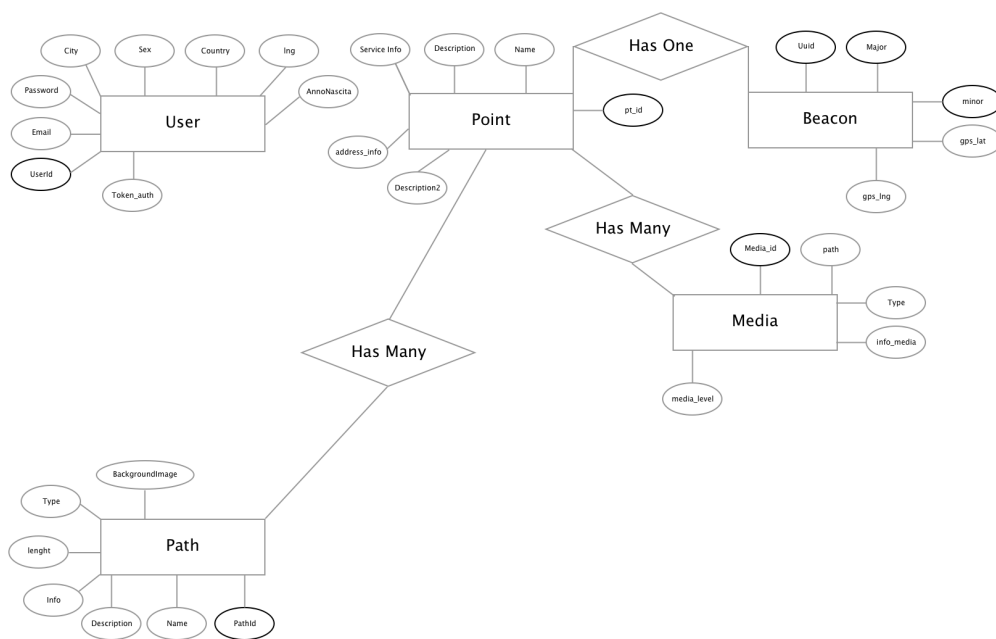 Has One
City
Sex
Country
lng
Service Info
Description
Name
Uuid
Major
Password
AnnoNascita
User
Point
pt_id
Beacon
minor
Email
gps_lat
address_info
UserId
Token_auth
Description2
gps_lng
Has Many
Media_id
path
Type
Media
info_media
Has Many
media_level
BackgroundImage
Type
Path
lenght
Info
Description
Name
PathId